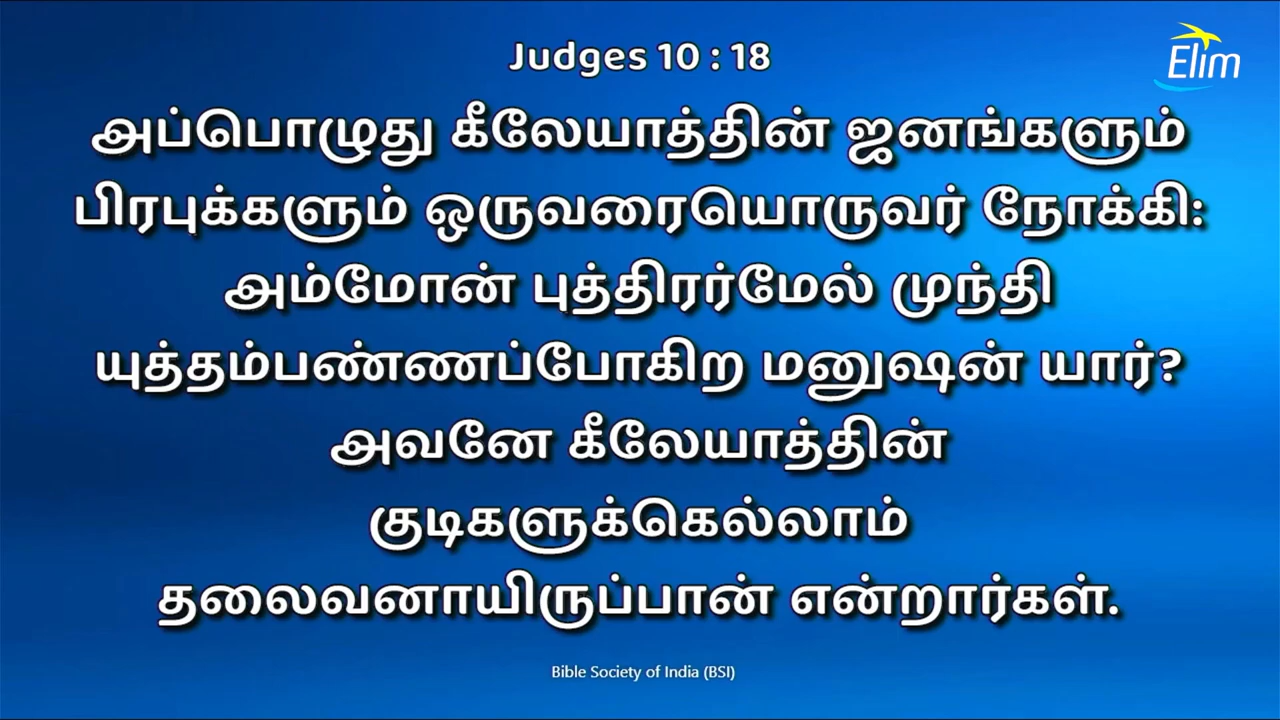 Judges 10 : 18
Elim
அப்பொழுது கீலேயாத்தின் ஜனங்களும்
பிரபுக்களும் ஒருவரையொருவர் நோக்கி:
அம்மோன் புத்திரர்மேல் முந்தி
யுத்தம்பண்ணப்போகிற மனுஷன் யார்?
அவனே கீலேயாத்தின்
குடிகளுக்கெல்லாம்
தலைவனாயிருப்பான் என்றார்கள்.
Bible Society of India (BSI)